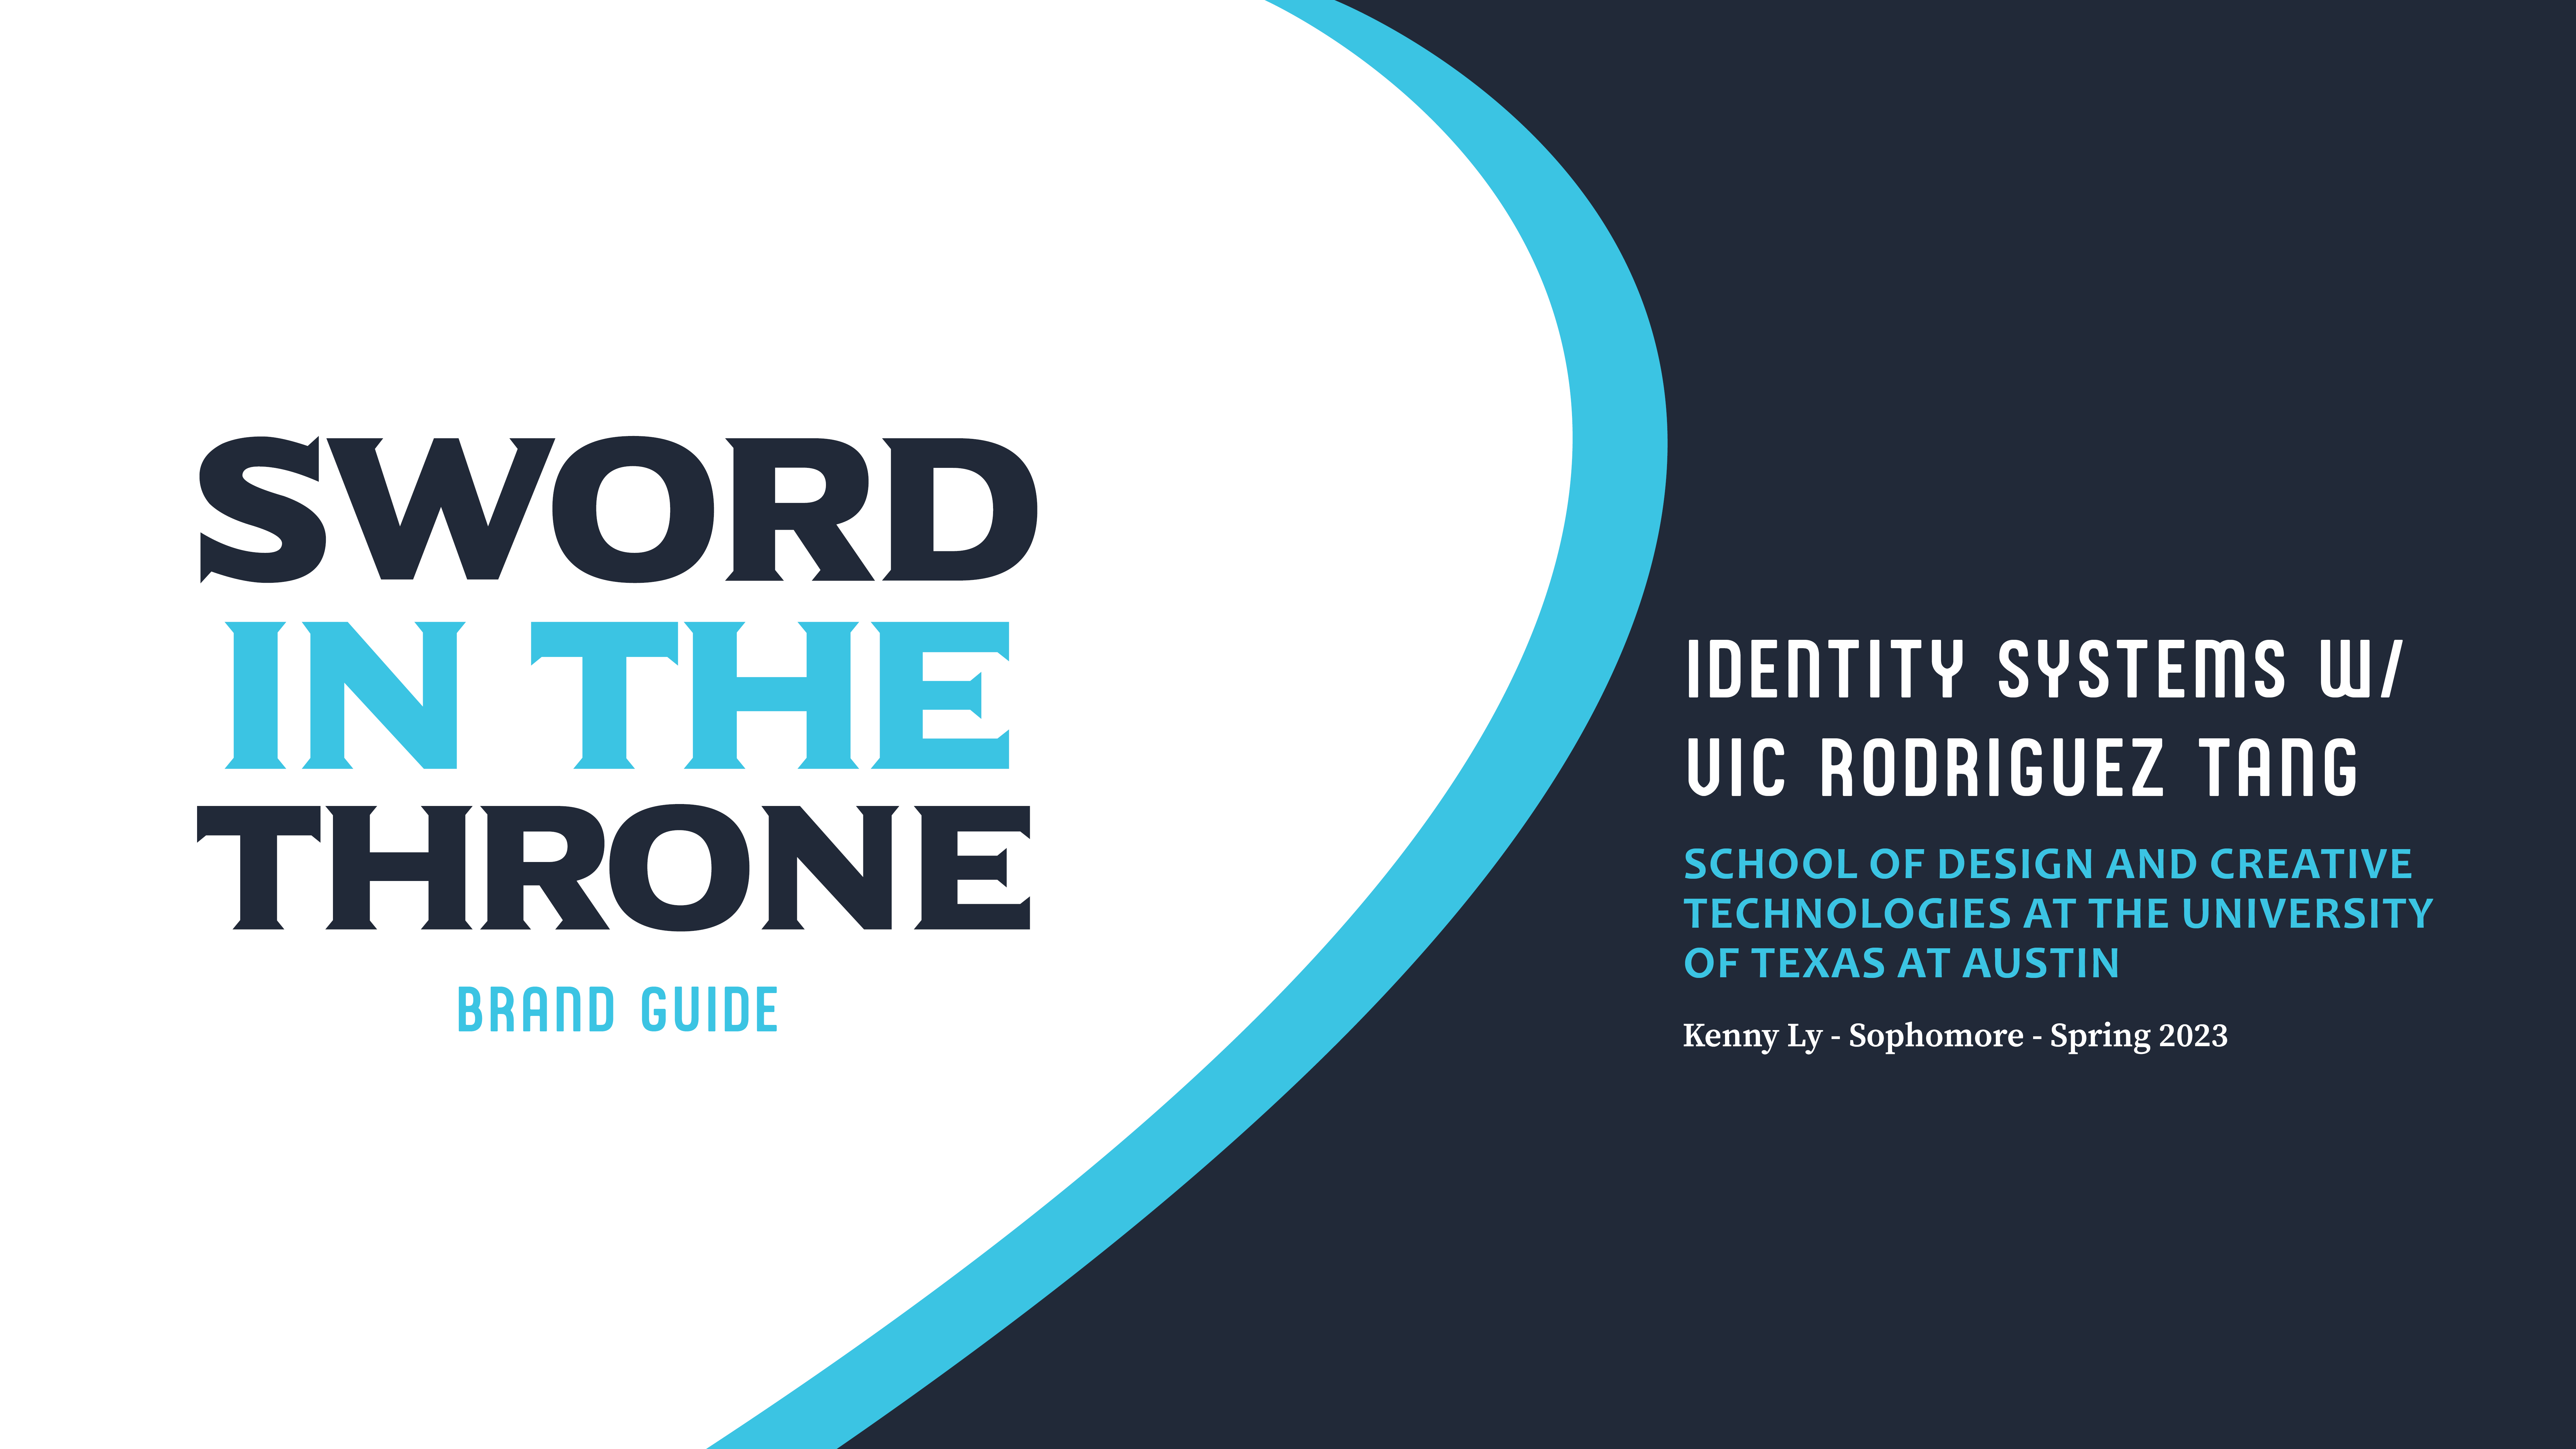 SWORD
IN THE
THRONE
BRAND GUIDE
IDENTITY SYSTEMS W/
VIC RODRIGUEZ TANG
SCHOOL OF DESIGN AND CREATIVE
TECHNOLOGIES AT THE UNIVERSITY
OF TEXAS AT AUSTIN
Kenny Ly - Sophomore - Spring 2023